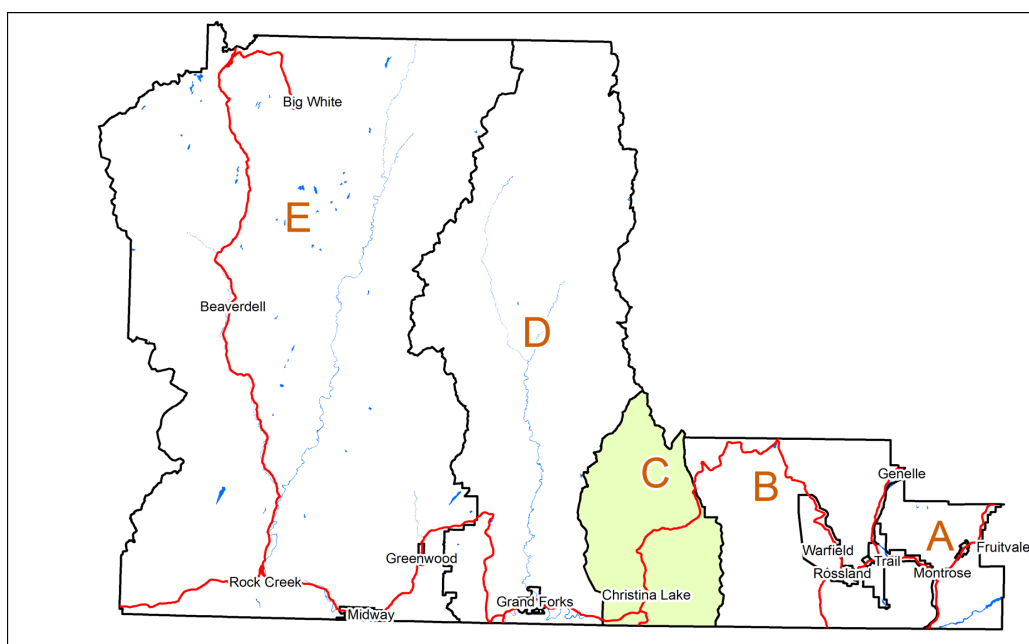 Big White
E
Beaverdell
D
C
B
Genelle
A
Warfield
Fruitvale
Trail
Greenwood
Rossland
Montrose
Rock Creek
Christina Lake
Grand Forks
Midway